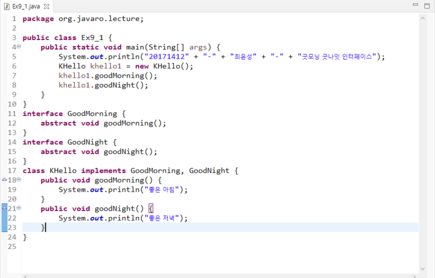 Ex9_1.java
1 package org.javaro.lecture;
2
3 public class Ex9_1 {
4 public static void main(String[] args) {
5 System.out.println("20171412" + "-" + "최윤성" + "-" + "굿모닝 굿나잇 인터페이스");
6 KHello khello1 = new KHello();
7 khello1.goodMorning();
8 khello1.goodNight();
9 }
10 }
11 interface GoodMorning {
12 abstract void goodMorning();
13 }
14 interface GoodNight {
15 abstract void goodNight();
16 }
17 class KHello implements GoodMorning, GoodNight {
18 public void goodMorning() {
19 System.out.println("좋은 아침");
20 }
21 public void goodNight() {
22 System.out.println("좋은 저녁");
23 }
24 }
25